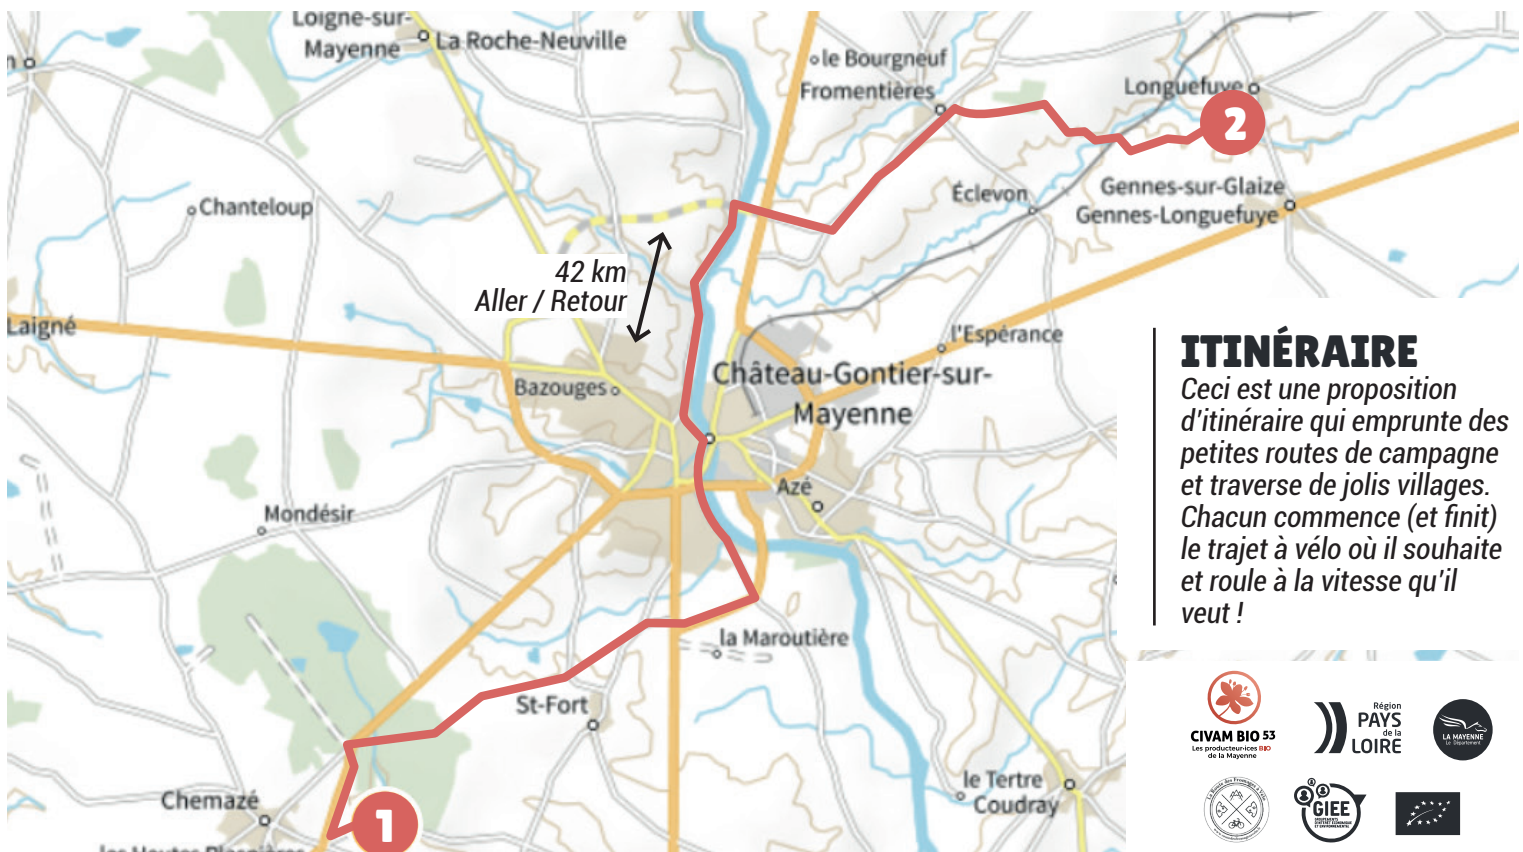 Loigné-sur-
Mayenne
La Roche-Neuville
le Bourgneuf
Fromentières
Longuefuye
2
Chanteloup
Éclevon
Gennes-sur-Glaize
Gennes-Longuefuye
42 km
Aller / Retour
Laigné
l'Espérance
Bazouges
Château-Gontier-sur-
Mayenne
Azé
Mondésir
la Maroutière
St-Fort
le Tertre
Coudray
Chemazé
1
ITINÉRAIRE
Ceci est une proposition
d'itinéraire qui emprunte des
petites routes de campagne
et traverse de jolis villages.
Chacun commence (et finit)
le trajet à vélo où il souhaite
et roule à la vitesse qu'il
veut !
CIVAM BIO 53
Les producteur·ices BIO
de la Mayenne
Région
PAYS
de la
LOIRE
LA MAYENNE
Le Département
GIEE